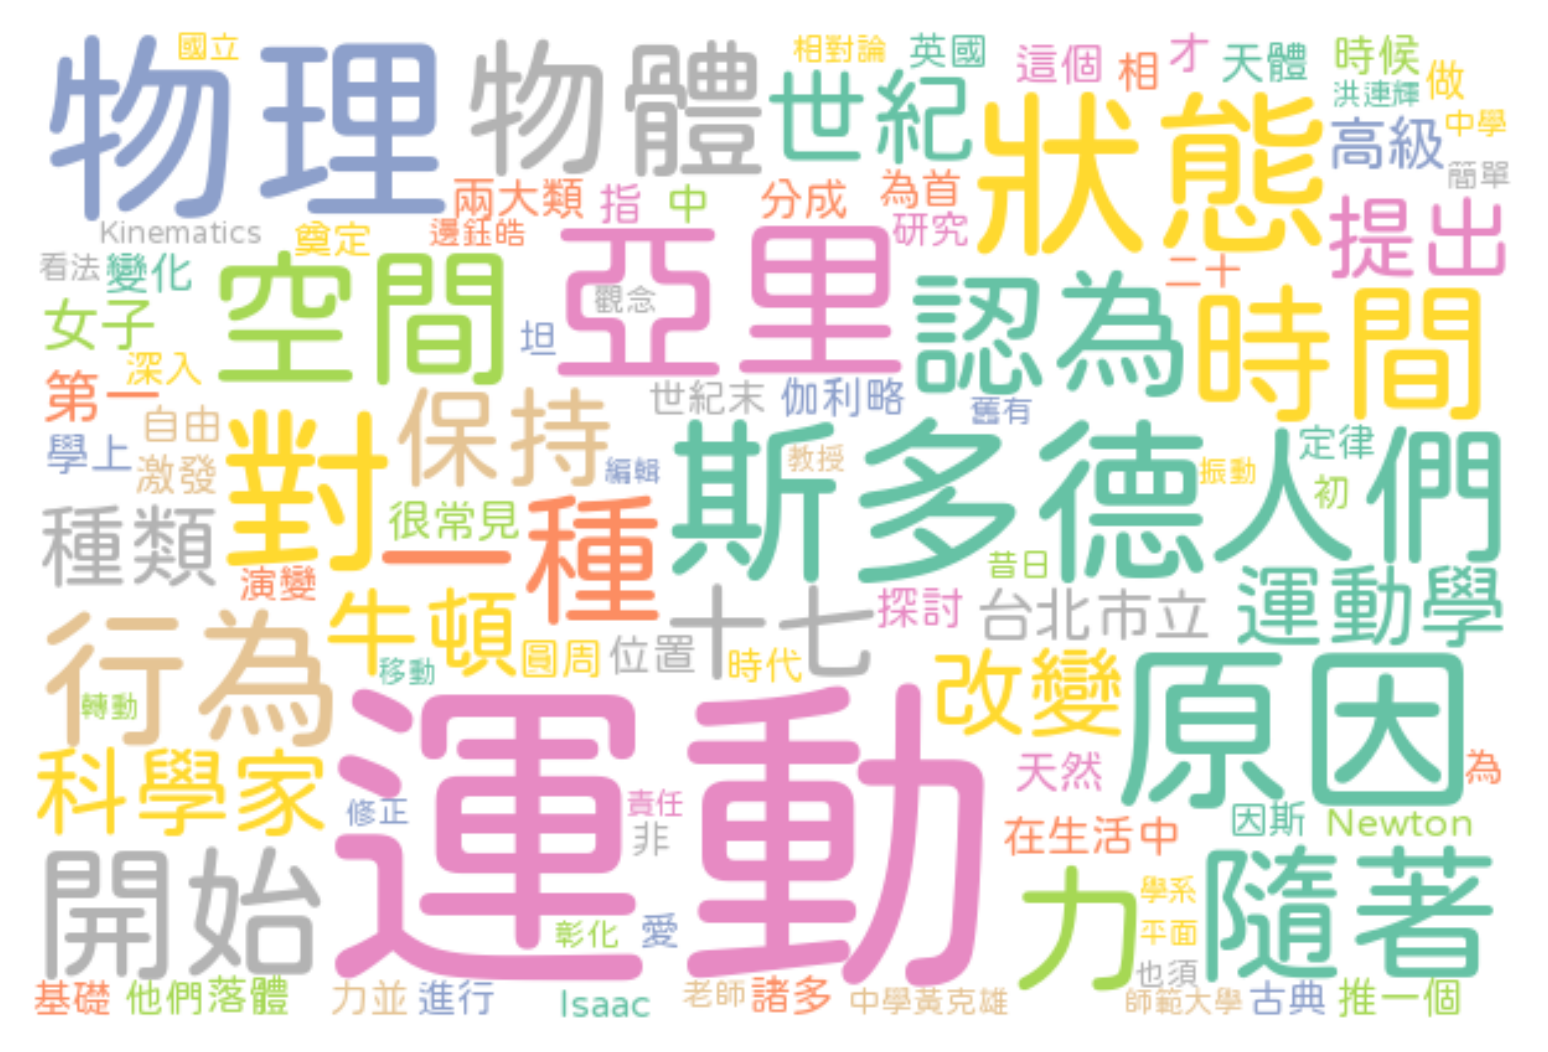 國立
物理
物體
相對論
英國
這個
相
才
天體
時候
做
洪連輝
世紀
狀態
高級
中學
簡單
兩大類
指
中
分成
為首
研究
提出
Kinematics
奠定
邊鈺皓
看法
變化
空間
亞里
觀念
認為
二十
時間
女子
坦
深入
第一
世紀末
伽利略
舊有
自由
保持
學上
激發
對
編輯
斯多德
教授
振動
人們
定律
初
種類
很常見
一種
昔日
演變
牛頓
十七
探討
台北市立
運動學
行為
移動
圓周
位置
時代
改變
原因
轉動
運動
科學家
修正
責任
非
天然
為
在生活中
因斯
Newton
開始
彰化
愛
力
學系
平面
也須
隨著
基礎
他們
落體
力並
進行
Isaac
老師
諸多
中學黃克雄
師範大學
古典
推一個